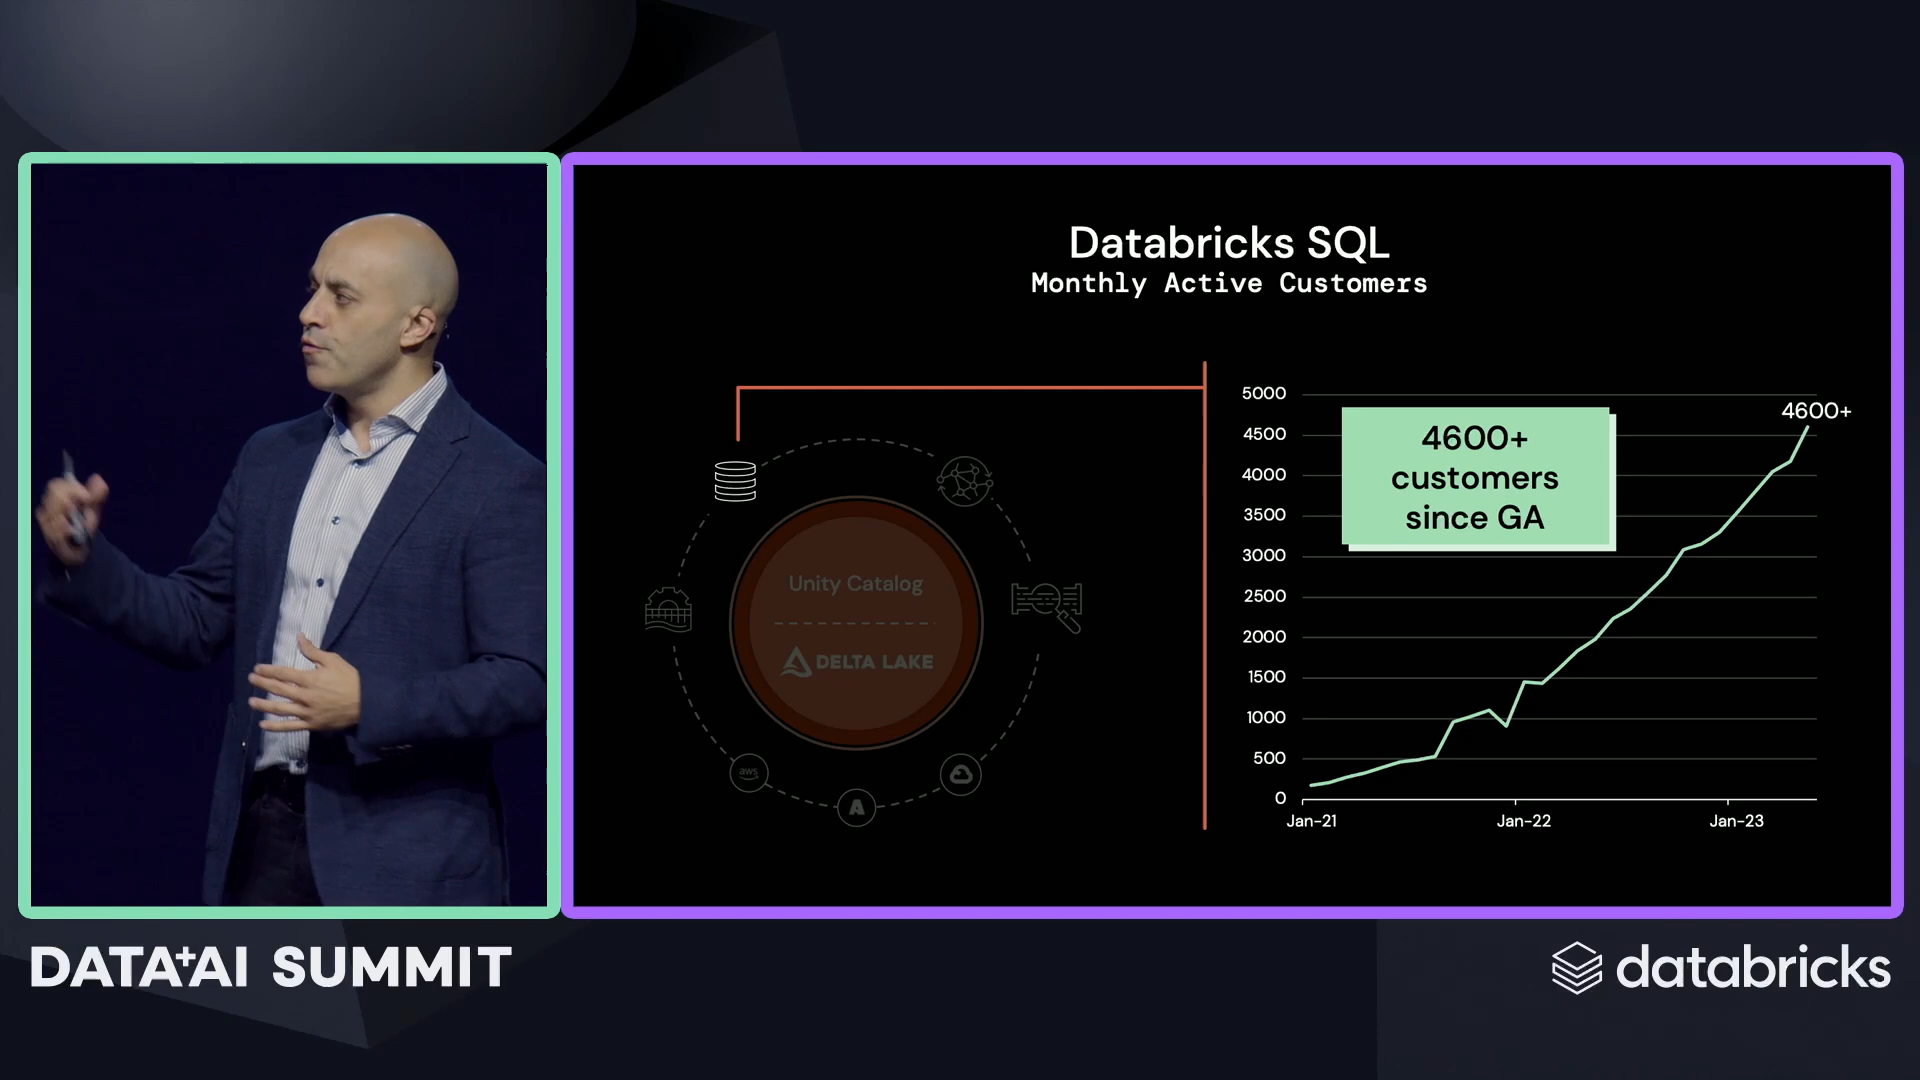 Databricks SQL
Monthly Active Customers
5000
4500
4000
3500
3000
2500
2000
1500
1000
500
0
Jan-21
Jan-22
Jan-23
4600+
4600+
customers
since GA
Unity Catalog
DELTA LAKE
aws
A
DATA+AI SUMMIT
databricks